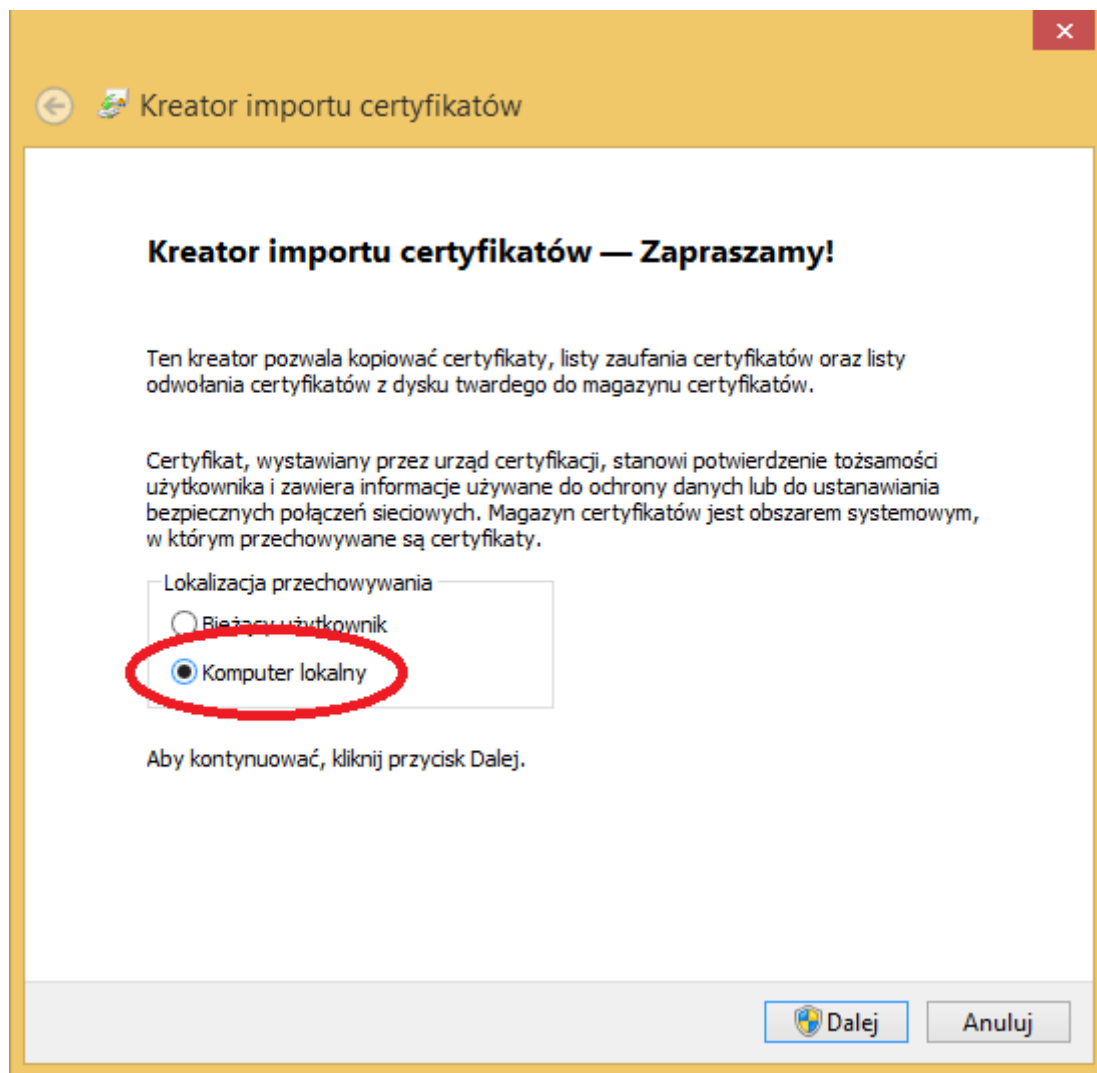 Kreator importu certyfikatów
Kreator importu certyfikatów — Zapraszamy!
Ten kreator pozwala kopiować certyfikaty, listy zaufania certyfikatów oraz listy
odwołania certyfikatów z dysku twardego do magazynu certyfikatów.
Certyfikat, wystawiany przez urząd certyfikacji, stanowi potwierdzenie tożsamości
użytkownika i zawiera informacje używane do ochrony danych lub do ustanawiania
bezpiecznych połączeń sieciowych. Magazyn certyfikatów jest obszarem systemowym,
w którym przechowywane są certyfikaty.
Lokalizacja przechowywania
Bieżący użytkownik
Komputer lokalny
Aby kontynuować, kliknij przycisk Dalej.
Dalej
Anuluj